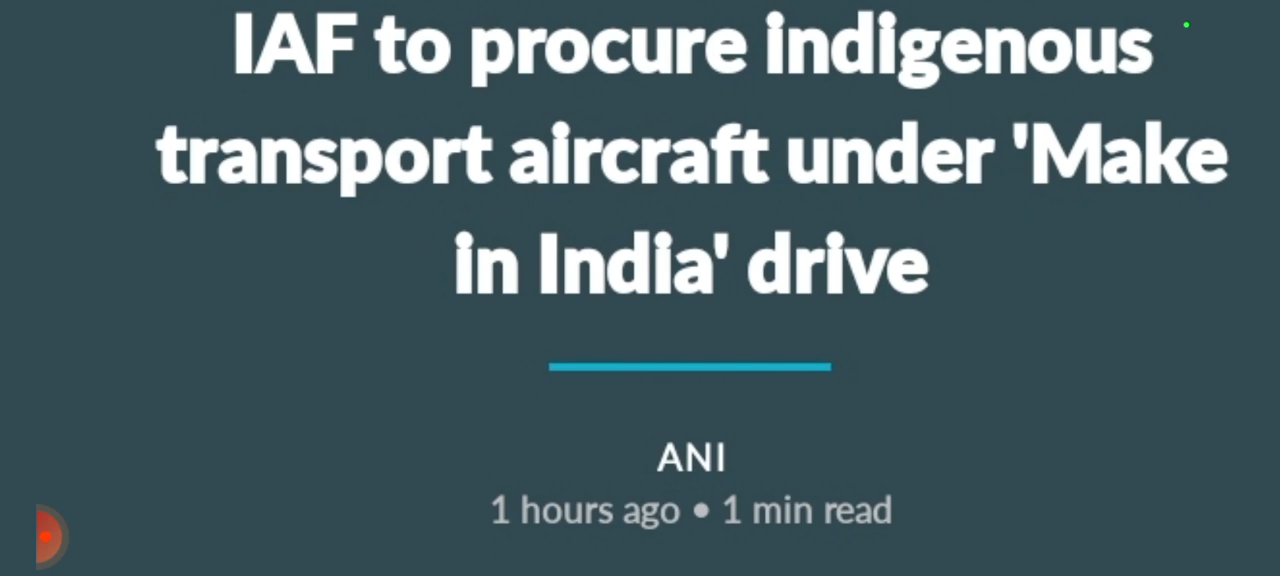 IAF to procure indigenous
transport aircraft under 'Make
in India' drive
ANI
1 hours ago • 1 min read